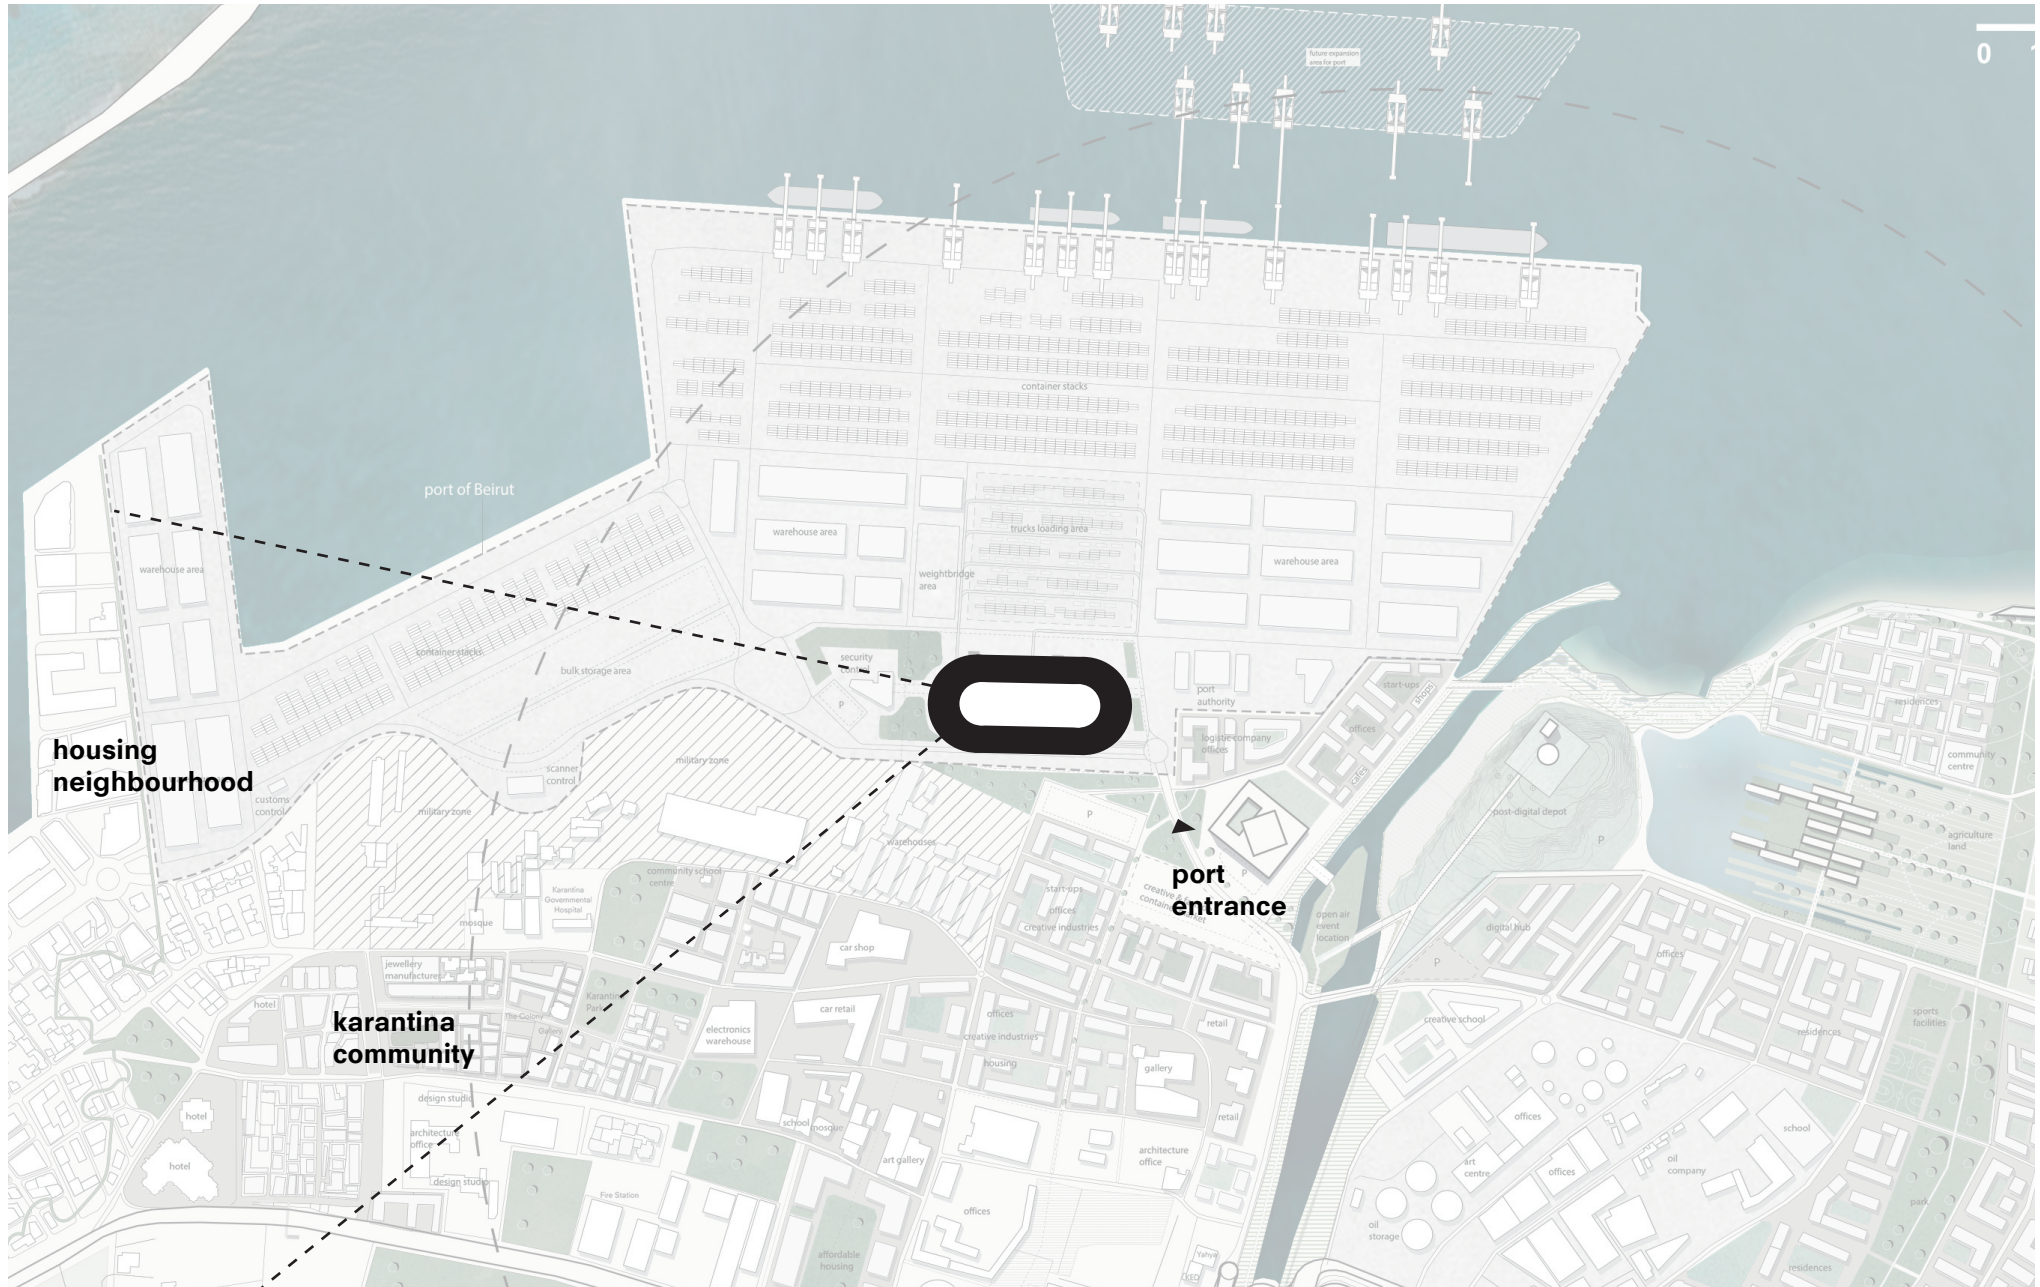 future expansion
area for port
0
port of Beirut
container stacks
trucks loading area
warehouse area
weightbridge
area
warehouse area
warehouse area
container stacks
bulk storage area
security
control
P
port
authority
start-ups
shops
offices
cafes
logistic company
offices
residences
community
centre
housing
neighbourhood
customs
control
scanner
control
military zone
military zone
warehouses
P
post-digital depot
P
agriculture
land
port
entrance
P
creative &
container market
community school
centre
Karantina
Governmental
Hospital
mosque
start-ups
offices
creative industries
open air
event
location
digital hub
P
offices
P
P
P
jewellery
manufacturer
car shop
hotel
Karantina
Park
The Colony
Gallery
car retail
electronics
warehouse
offices
creative industries
housing
retail
creative school
residences
sports
facilities
karantina
community
gallery
design studio
hotel
architecture
office
school
mosque
retail
offices
school
hotel
design studio
art gallery
architecture
office
art
centre
offices
oil
company
Fire Station
offices
park
oil
storage
affordable
housing
Yahya
residences